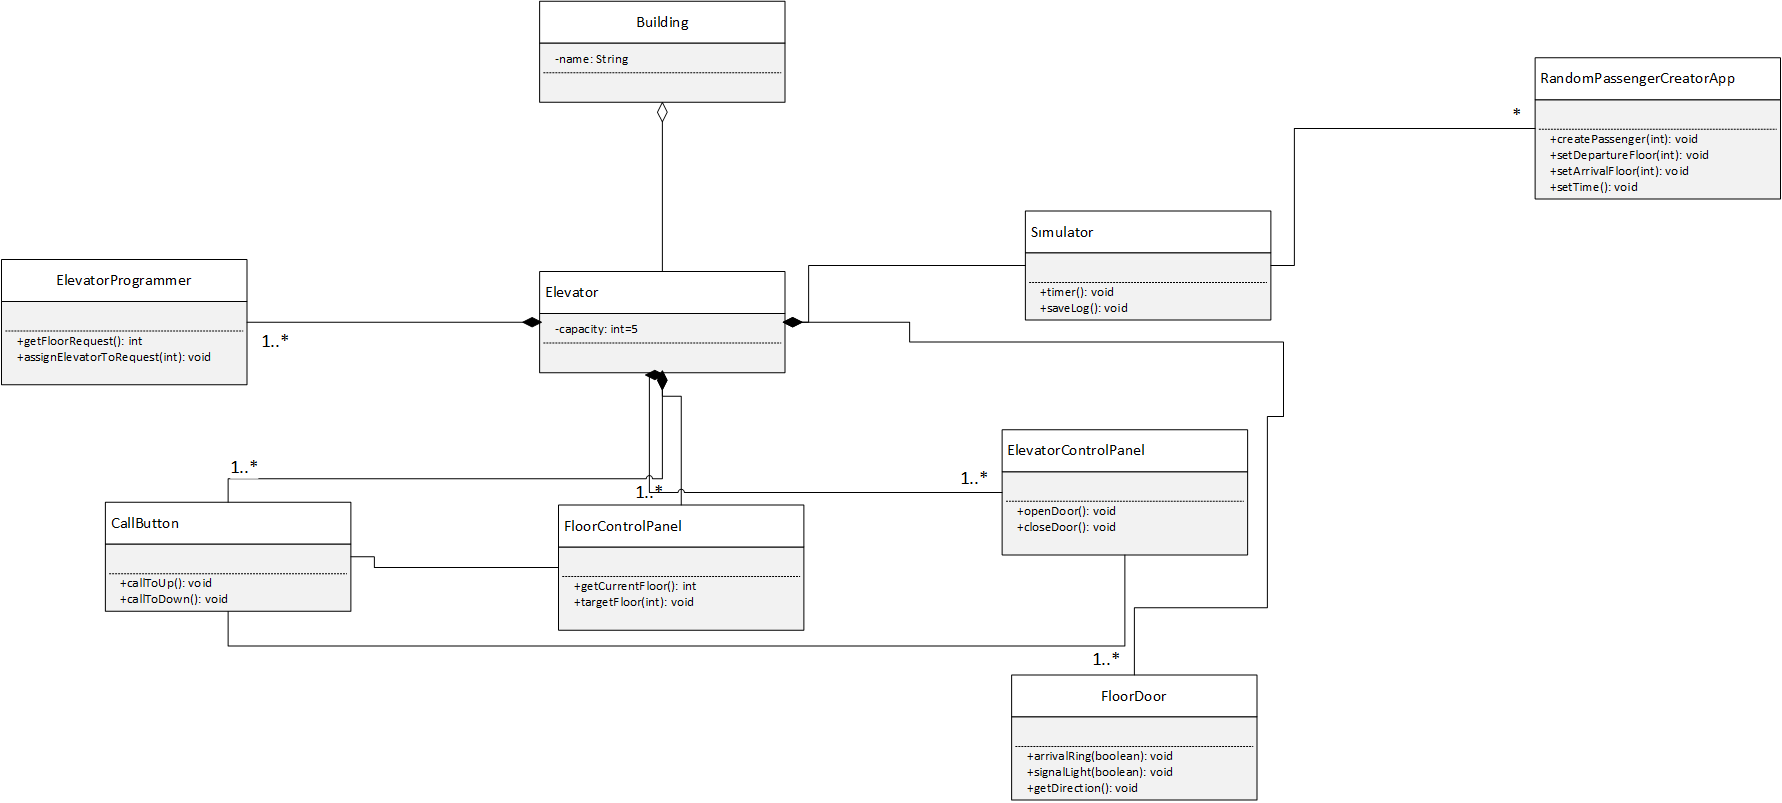 Building
-name: String
RandomPassengerCreatorApp
*
+createPassenger(int): void
+setDepartureFloor(int): void
+setArrivalFloor(int): void
+setTime(): void
Simulator
+timer(): void
+saveLog(): void
ElevatorProgrammer
+getFloorRequest(): int
+assignElevatorToRequest(int): void
1..*
Elevator
-capacity: int=5
1..*
CallButton
+callToUp(): void
+callToDown(): void
1..*
FloorControlPanel
+getCurrentFloor(): int
+targetFloor(int): void
1..*
ElevatorControlPanel
+openDoor(): void
+closeDoor(): void
1..*
FloorDoor
+arrivalRing(boolean): void
+signalLight(boolean): void
+getDirection(): void